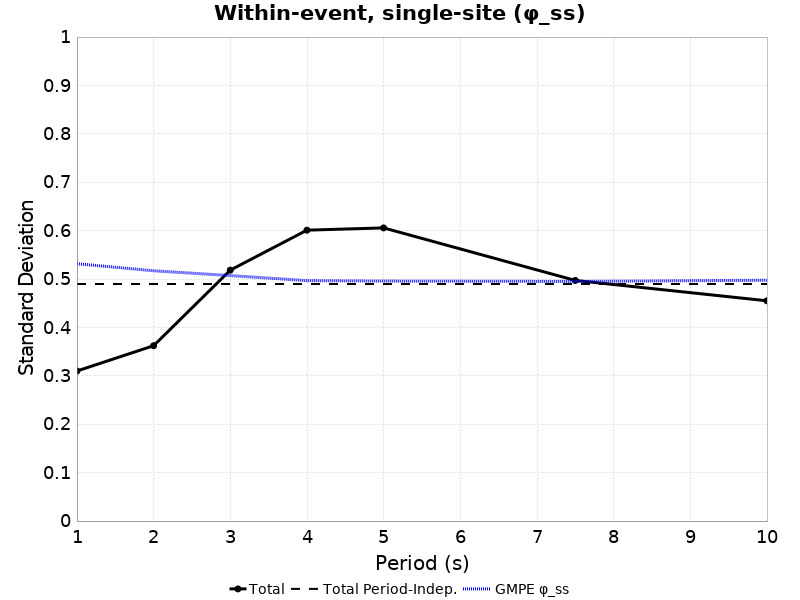 Within-event, single-site (φ_ss)
1
0.9
0.8
0.7
0.6
0.5
0.4
0.3
0.2
0.1
0
Standard Deviation
1 2 3 4 5 6 7 8 9 10
Period (s)
Total Total Period-Indep. GMPE φ_ss